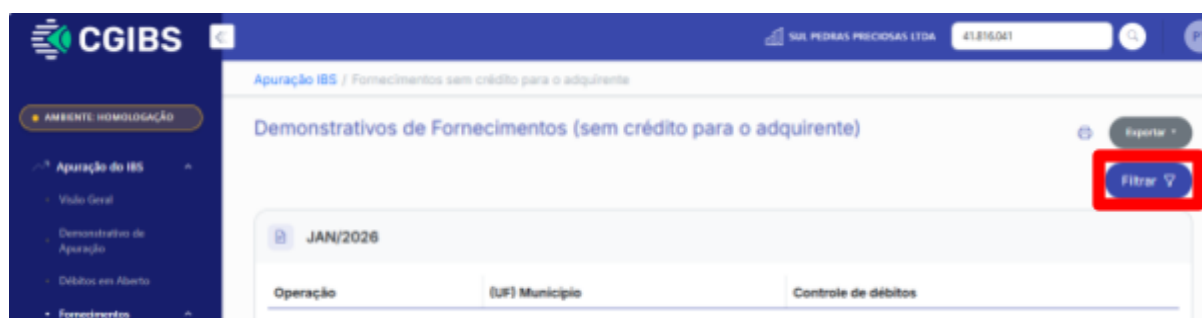 CGIBS
SUL PEDRAS PRECIOSAS LTDA
41.816.041
Apuração IBS / Fornecimentos sem crédito para o adquirente
AMBIENTE: HOMOLOGAÇÃO
Demonstrativos de Fornecimentos (sem crédito para o adquirente)
Exportar
Filtrar
Apuração do IBS
Visão Geral
Demonstrativo de
Apuração
Débitos em Aberto
Fornecimentos
JAN/2026
Operação (UF) Município Controle de débitos